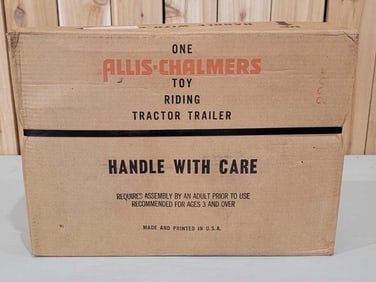 ONE
ALLIS-CHALMERS
TOY
RIDING
TRACTOR TRAILER
HANDLE WITH CARE
REQUIRES ASSEMBLY BY AN ADULT PRIOR TO USE
RECOMMENDED FOR AGES 3 AND OVER
MADE AND PRINTED IN U.S.A.